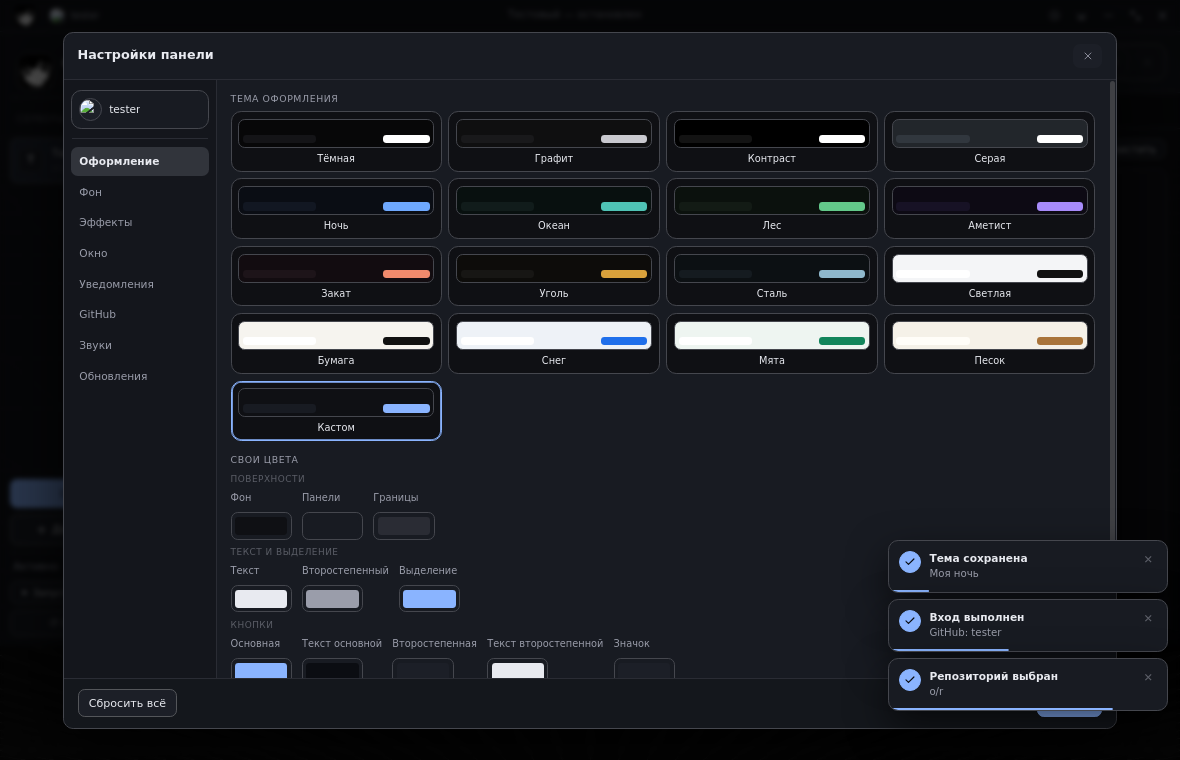 Настройки панели
tester
Оформление
Фон
Эффекты
Окно
Уведомления
GitHub
Звуки
Обновления
ТЕМА ОФОРМЛЕНИЯ
Тёмная
Графит
Контраст
Серая
Ночь
Океан
Лес
Аметист
Закат
Уголь
Сталь
Светлая
Бумага
Снег
Мята
Песок
Кастом
СВОИ ЦВЕТА
ПОВЕРХНОСТИ
Фон
Панели
Границы
ТЕКСТ И ВЫДЕЛЕНИЕ
Текст
Второстепенный
Выделение
КНОПКИ
Основная
Текст основной
Второстепенная
Текст второстепенной
Значок
Сбросить всё
Тема сохранена
Моя ночь
Вход выполнен
GitHub: tester
Репозиторий выбран
o/r